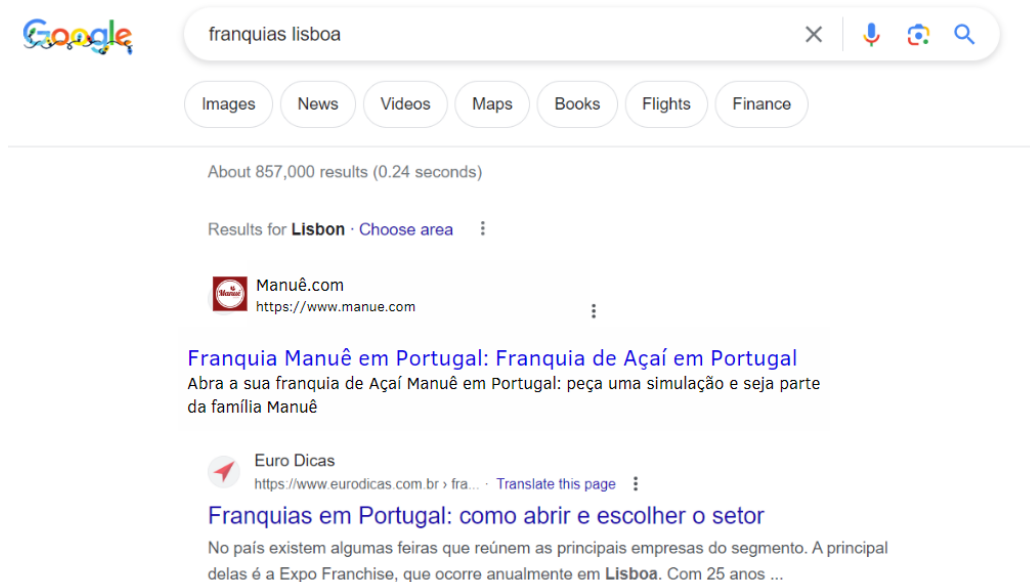 Google
franquias lisboa
Images News Videos Maps Books Flights Finance
About 857,000 results (0.24 seconds)
Results for Lisbon · Choose area
Manuê
Manuê.com
https://www.manue.com
Franquia Manuê em Portugal: Franquia de Açaí em Portugal
Abra a sua franquia de Açaí Manuê em Portugal: peça uma simulação e seja parte
da família Manuê
Euro Dicas
https://www.eurodicas.com.br › fra... · Translate this page
Franquias em Portugal: como abrir e escolher o setor
No país existem algumas feiras que reúnem as principais empresas do segmento. A principal
delas é a Expo Franchise, que ocorre anualmente em Lisboa. Com 25 anos ...